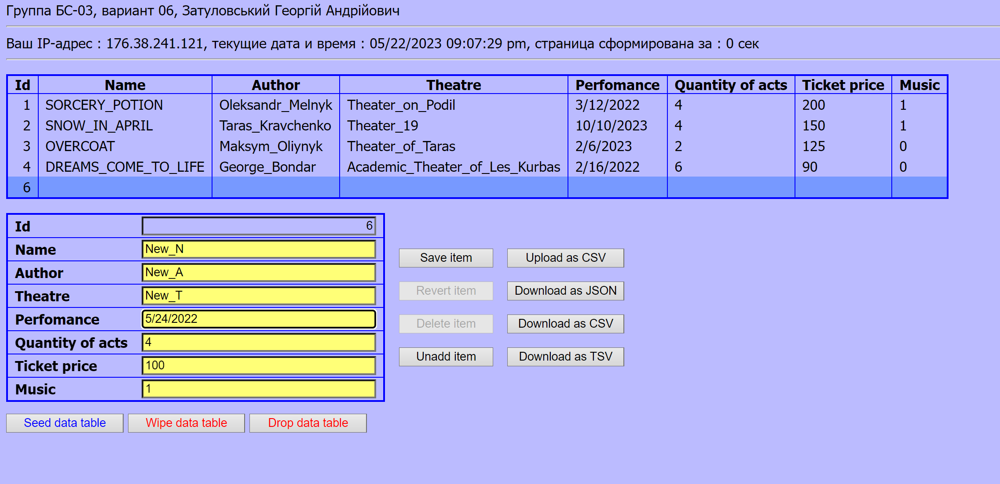 Группа БС-03, вариант 06, Затуловський Георгій Андрійович
Ваш IP-адрес : 176.38.241.121, текущие дата и время : 05/22/2023 09:07:29 pm, страница сформирована за : 0 сек
Id Name Author Theatre Perfomance Quantity of acts Ticket price Music
1 SORCERY_POTION Oleksandr_Melnyk Theater_on_Podil 3/12/2022 4 200 1
2 SNOW_IN_APRIL Taras_Kravchenko Theater_19 10/10/2023 4 150 1
3 OVERCOAT Maksym_Oliynyk Theater_of_Taras 2/6/2023 2 125 0
4 DREAMS_COME_TO_LIFE George_Bondar Academic_Theater_of_Les_Kurbas 2/16/2022 6 90 0
6
Id 6
Name New_N
Author New_A
Theatre New_T
Perfomance 5/24/2022
Quantity of acts 4
Ticket price 100
Music 1
Save item Upload as CSV
Revert item Download as JSON
Delete item Download as CSV
Unadd item Download as TSV
Seed data table Wipe data table Drop data table